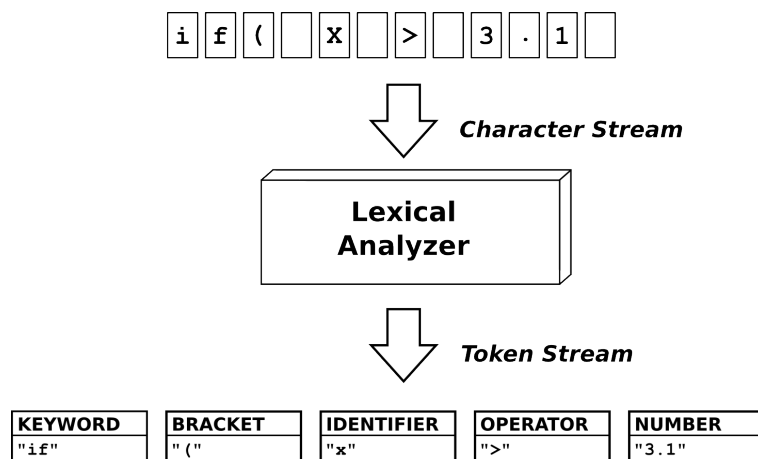 i f ( X > 3 . 1
Character Stream
Lexical
Analyzer
Token Stream
KEYWORD BRACKET IDENTIFIER OPERATOR NUMBER
"if" "(" "x" ">" "3.1"